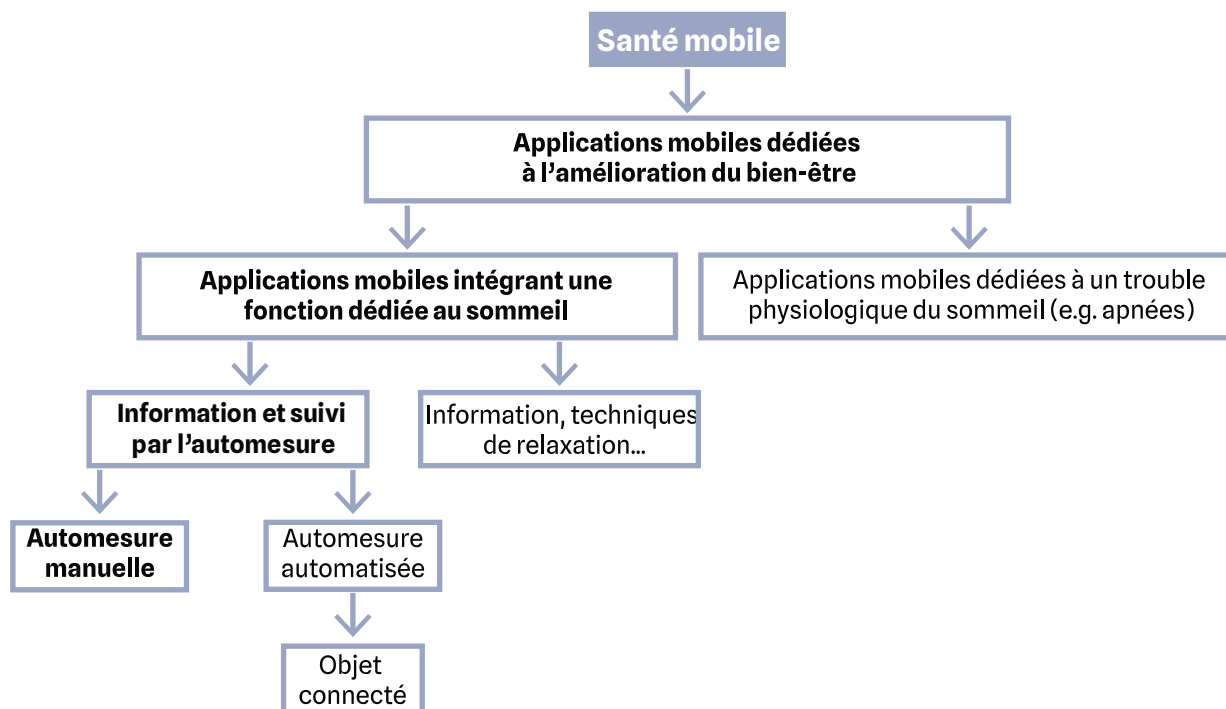 Santé mobile
Applications mobiles dédiées
à l’amélioration du bien-être
Applications mobiles intégrant une
fonction dédiée au sommeil
Applications mobiles dédiées à un trouble
physiologique du sommeil (e.g. apnées)
Information et suivi
par l’automesure
Information, techniques
de relaxation…
Automesure
manuelle
Automesure
automatisée
Objet
connecté